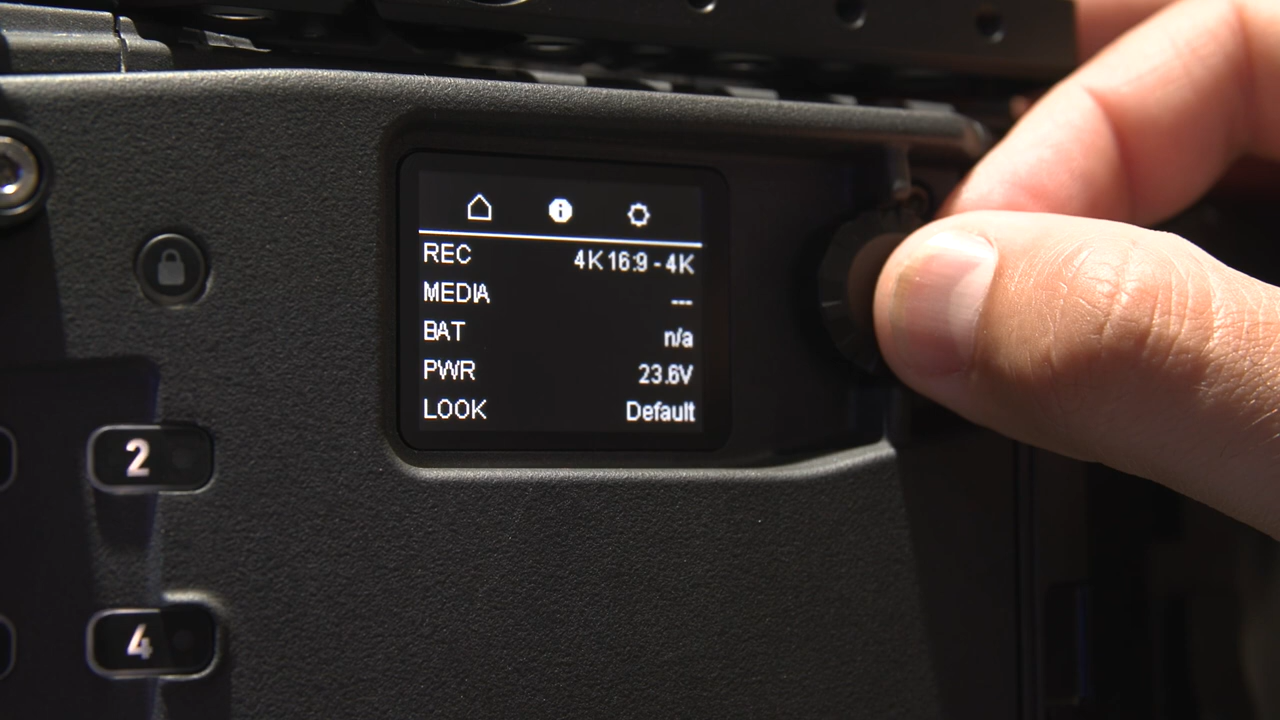 REC 4K 16:9 - 4K
MEDIA ---
BAT n/a
PWR 23.6V
LOOK Default
2
4